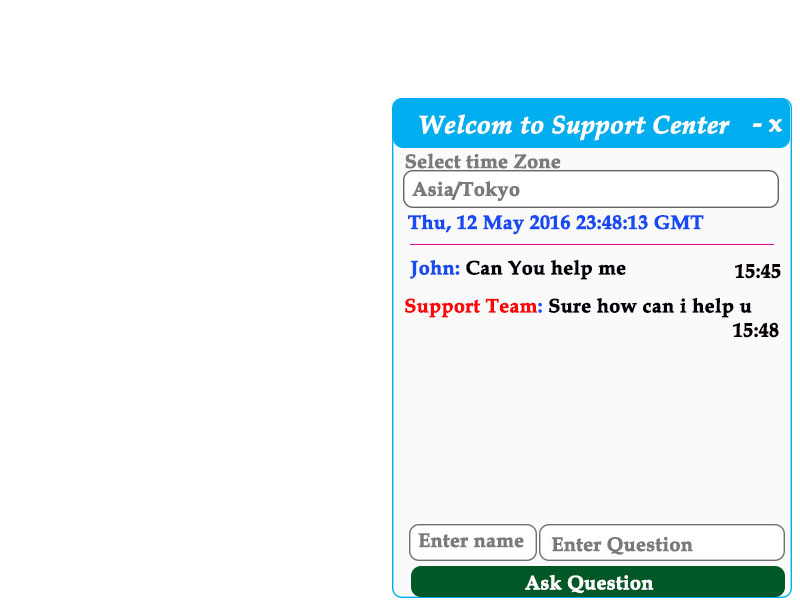 Welcom to Support Center - x
Select time Zone
Asia/Tokyo
Thu, 12 May 2016 23:48:13 GMT
John: Can You help me 15:45
Support Team: Sure how can i help u
15:48
Enter name Enter Question
Ask Question